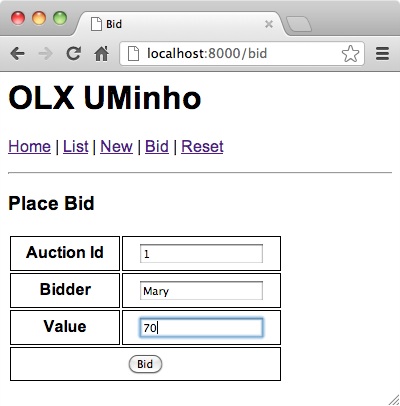 Bid
localhost:8000/bid
OLX UMinho
Home | List | New | Bid | Reset
Place Bid
Auction Id 1
Bidder Mary
Value 70
Bid